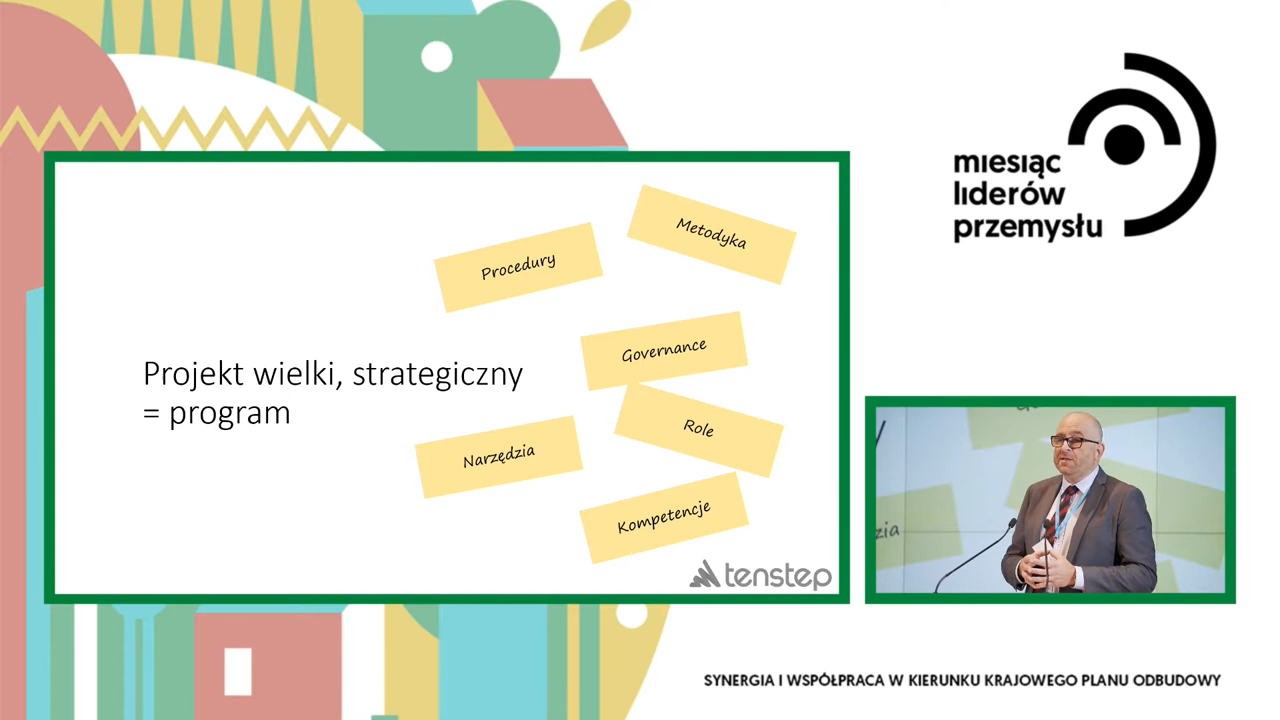 miesiąc
liderów
przemysłu
Metodyka
Procedury
Governance
Projekt wielki, strategiczny
= program
Role
Narzędzia
Kompetencje
tenstep
zia
SYNERGIA I WSPÓŁPRACA W KIERUNKU KRAJOWEGO PLANU ODBUDOWY